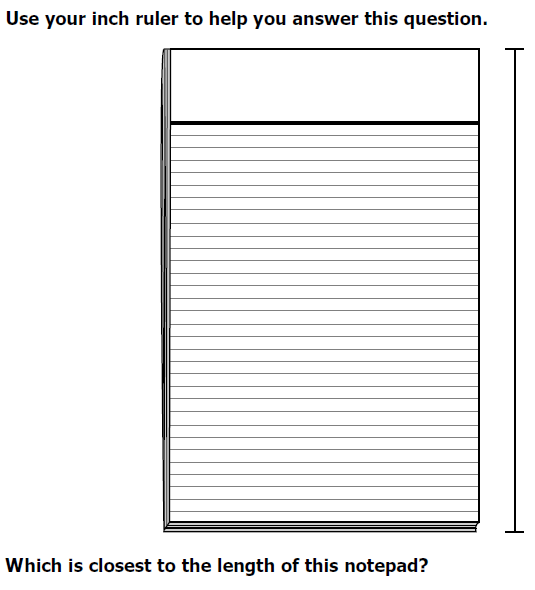 Use your inch ruler to help you answer this question.
Which is closest to the length of this notepad?